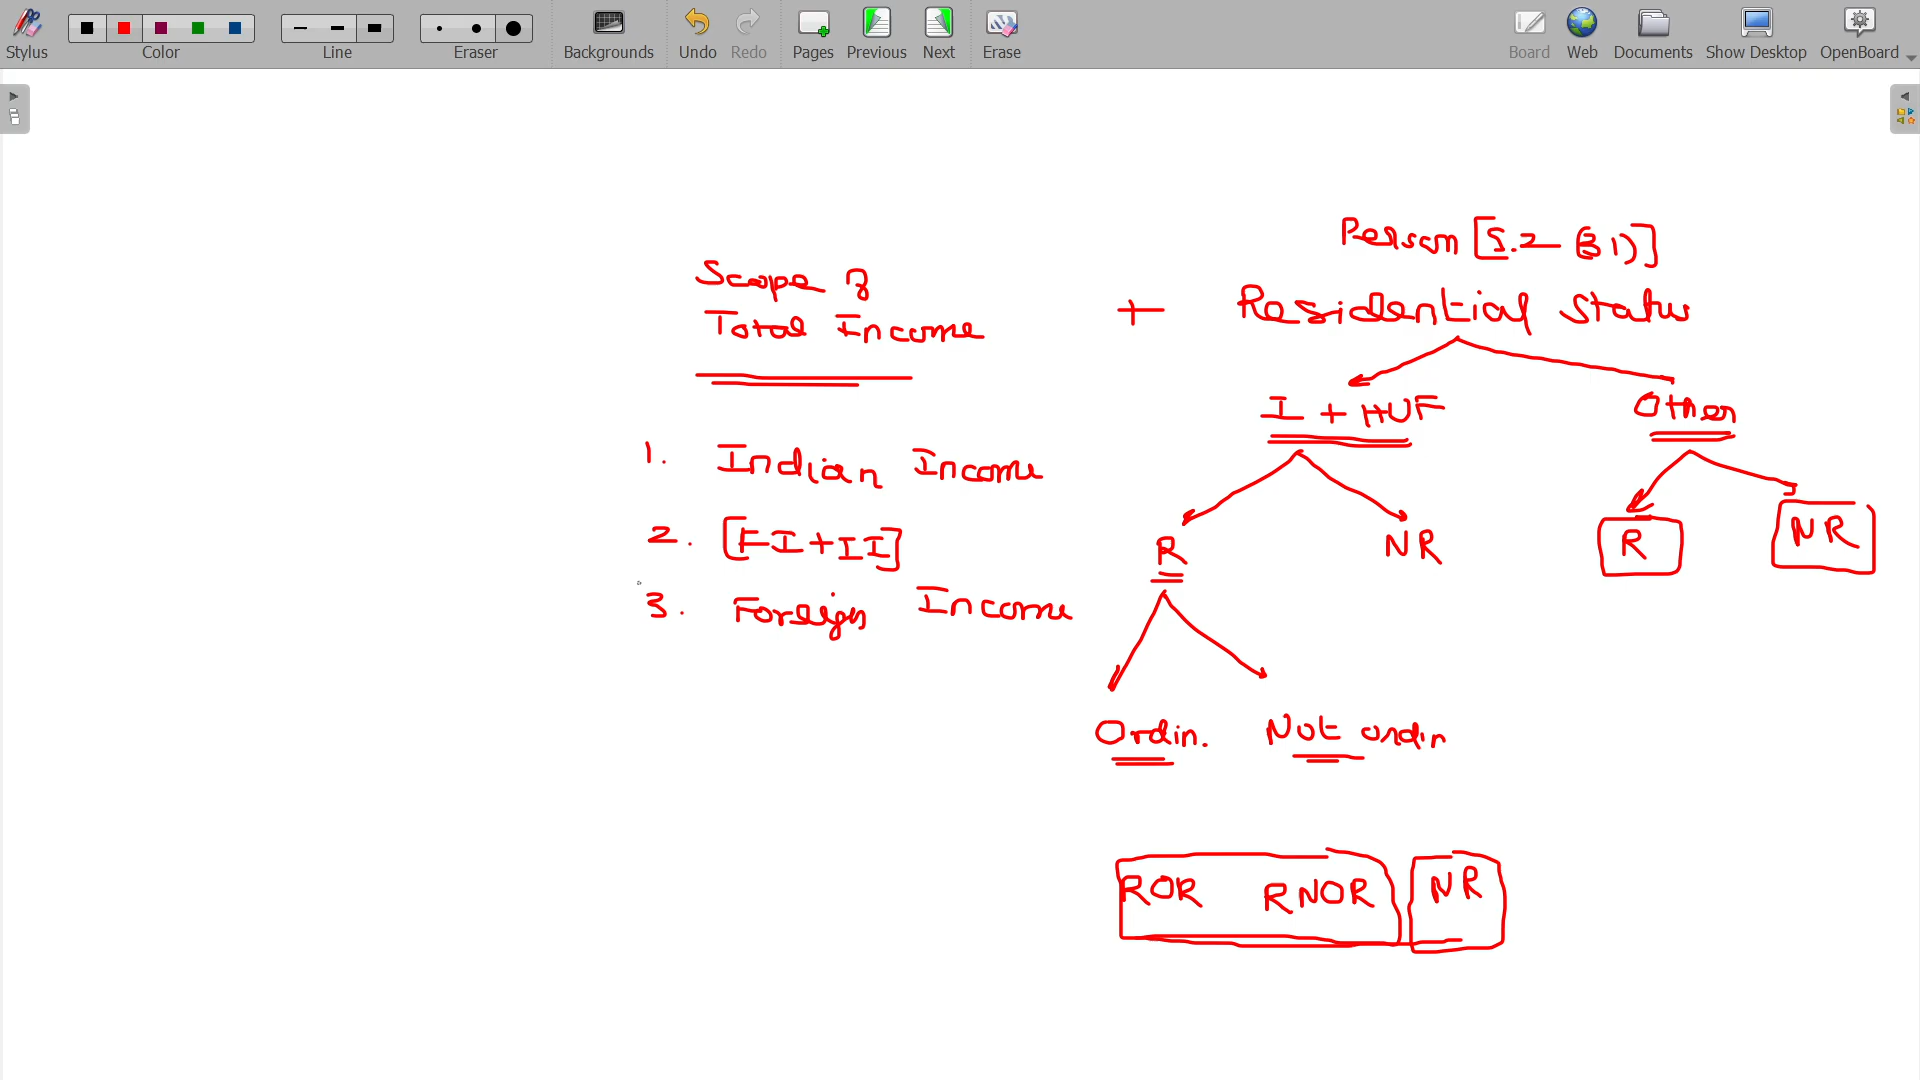 Stylus Color Line Eraser Backgrounds Undo Redo Pages Previous Next Erase Board Web Documents Show Desktop OpenBoard
Person [S.2 (31)]
Scope of
Total Income
+ Residential Status
I + HUF Other
1. Indian Income
R NR R NR
2. [FI + II]
3. Foreign Income
Ordin. Not ordin
ROR RNOR NR